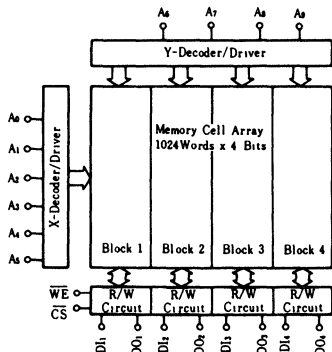 A₆ A₇ A₈ A₉
Y-Decoder/Driver
A₀
A₁
A₂
A₃
A₄
A₅
X-Decoder/Driver
Memory Cell Array
1024Words x 4 Bits
Block 1 Block 2 Block 3 Block 4
W̅E̅
C̅S̅
R/W R/W R/W R/W
Circuit Circuit Circuit Circuit
DI₁ DO₁ DI₂ DO₂ DI₃ DO₃ DI₄ DO₄